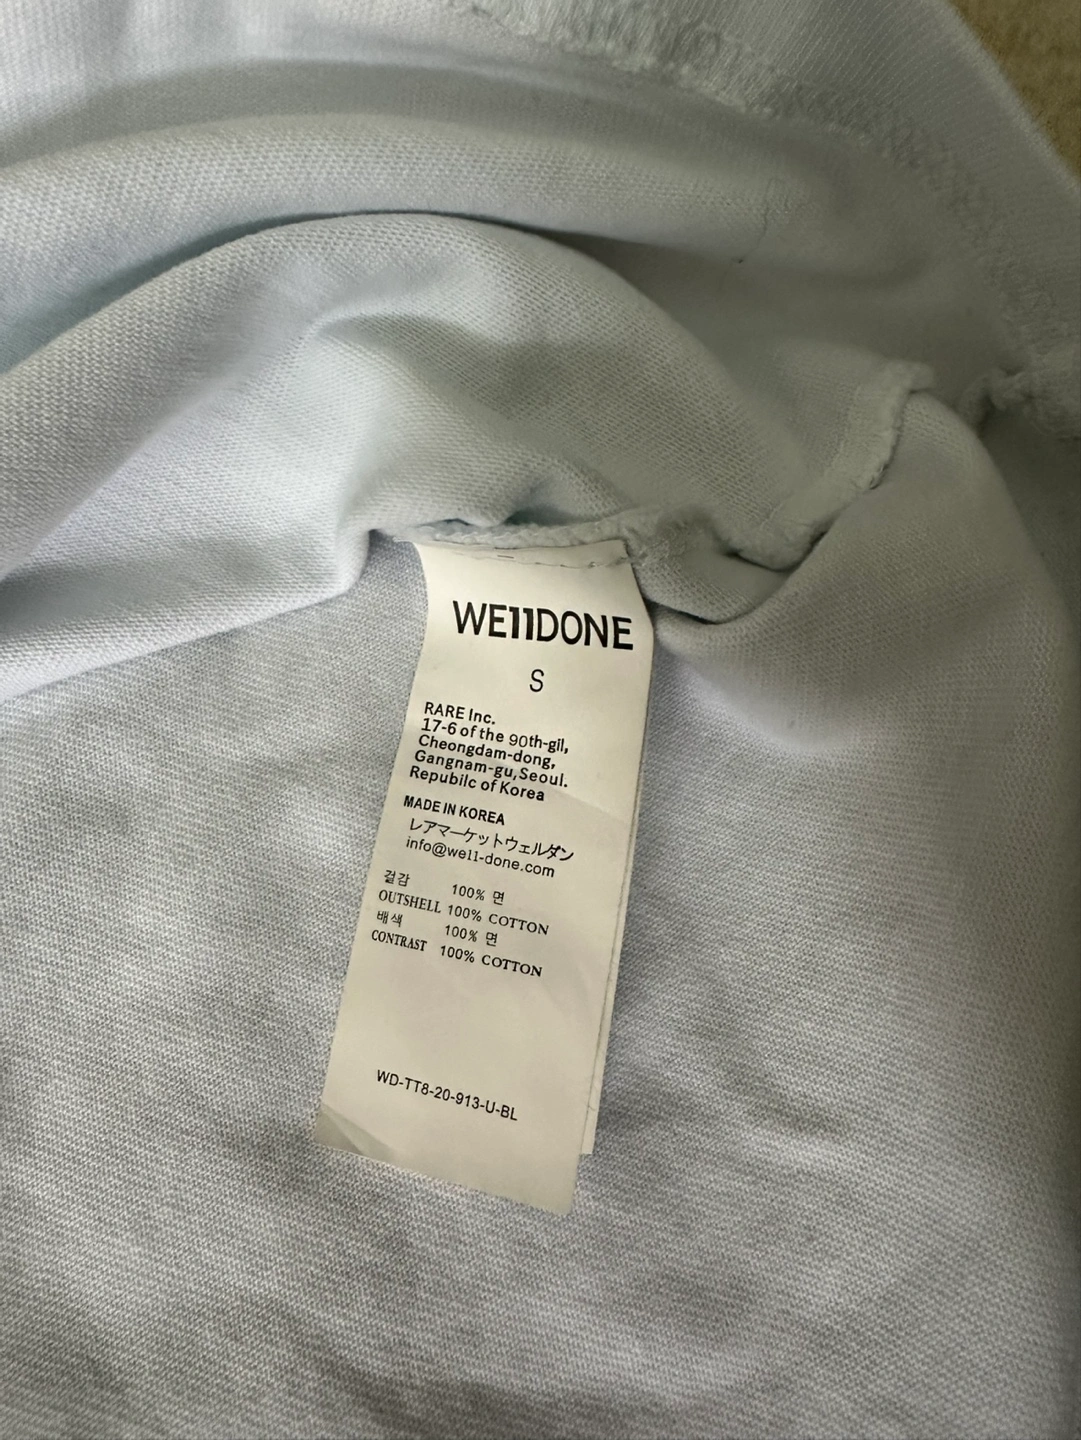 WE11DONE
S
RARE Inc.
17-6 of the 90th-gil,
Cheongdam-dong,
Gangnam-gu,Seoul.
Repubilc of Korea
MADE IN KOREA
レアマーケットウェルダン
info@we11-done.com
겉감 100% 면
OUTSHELL 100% COTTON
배색 100% 면
CONTRAST 100% COTTON
WD-TT8-20-913-U-BL